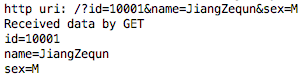 http uri: /?id=10001&name=JiangZequn&sex=M
Received data by GET
id=10001
name=JiangZequn
sex=M